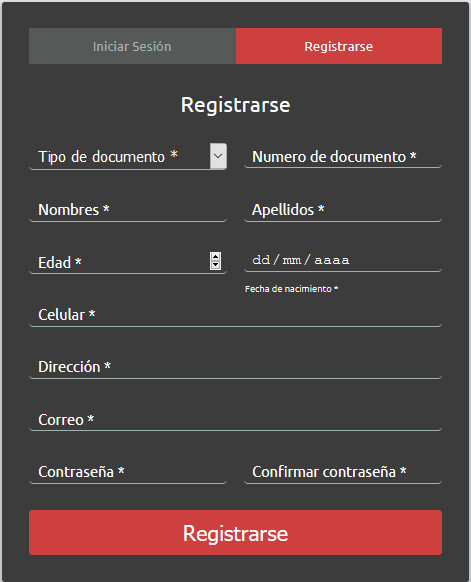 Iniciar Sesión Registrarse
Registrarse
Tipo de documento * Numero de documento *
Nombres * Apellidos *
Edad * dd/mm/aaaa
Fecha de nacimiento *
Celular *
Dirección *
Correo *
Contraseña * Confirmar contraseña *
Registrarse